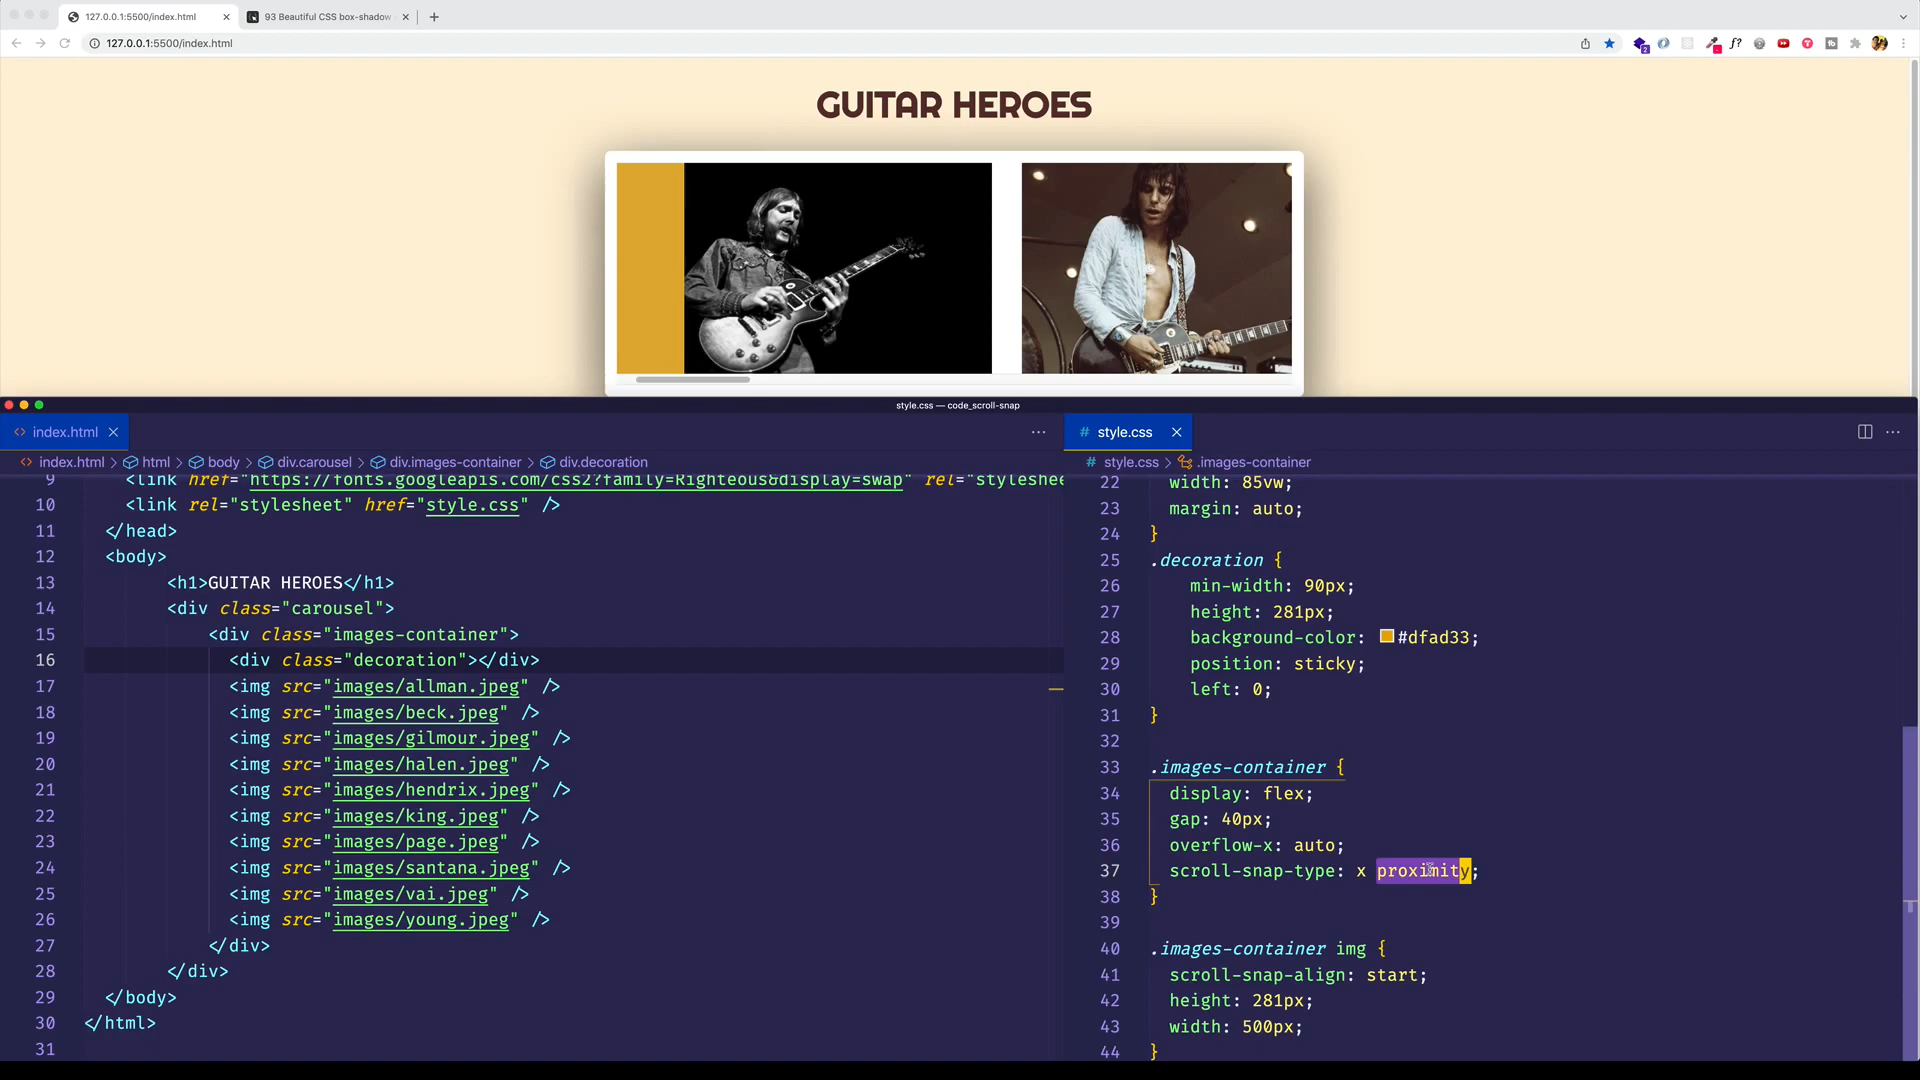 127.0.0.1:5500/index.html
93 Beautiful CSS box-shadow
127.0.0.1:5500/index.html
2
f?
GUITAR HEROES
style.css — code_scroll-snap
index.html
index.html > html > body > div.carousel > div.images-container > div.decoration
9 <link href="https://fonts.googleapis.com/css2?family=Righteous&display=swap" rel="styleshee
10 <link rel="stylesheet" href="style.css" />
11 </head>
12 <body>
13 <h1>GUITAR HEROES</h1>
14 <div class="carousel">
15 <div class="images-container">
16 <div class="decoration"></div>
17 <img src="images/allman.jpeg" />
18 <img src="images/beck.jpeg" />
19 <img src="images/gilmour.jpeg" />
20 <img src="images/halen.jpeg" />
21 <img src="images/hendrix.jpeg" />
22 <img src="images/king.jpeg" />
23 <img src="images/page.jpeg" />
24 <img src="images/santana.jpeg" />
25 <img src="images/vai.jpeg" />
26 <img src="images/young.jpeg" />
27 </div>
28 </div>
29 </body>
30 </html>
31
# style.css
# style.css > .images-container
22 width: 85vw;
23 margin: auto;
24 }
25 .decoration {
26 min-width: 90px;
27 height: 281px;
28 background-color: #dfad33;
29 position: sticky;
30 left: 0;
31 }
32
33 .images-container {
34 display: flex;
35 gap: 40px;
36 overflow-x: auto;
37 scroll-snap-type: x proximity;
38 }
39
40 .images-container img {
41 scroll-snap-align: start;
42 height: 281px;
43 width: 500px;
44 }